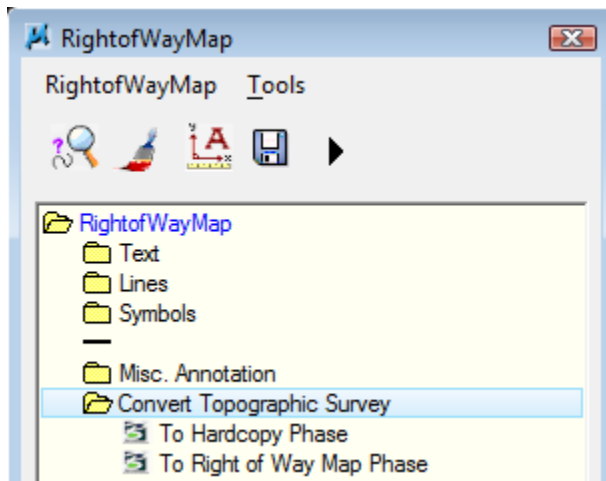 RightofWayMap
RightofWayMap Tools
RightofWayMap
Text
Lines
Symbols
Misc. Annotation
Convert Topographic Survey
To Hardcopy Phase
To Right of Way Map Phase